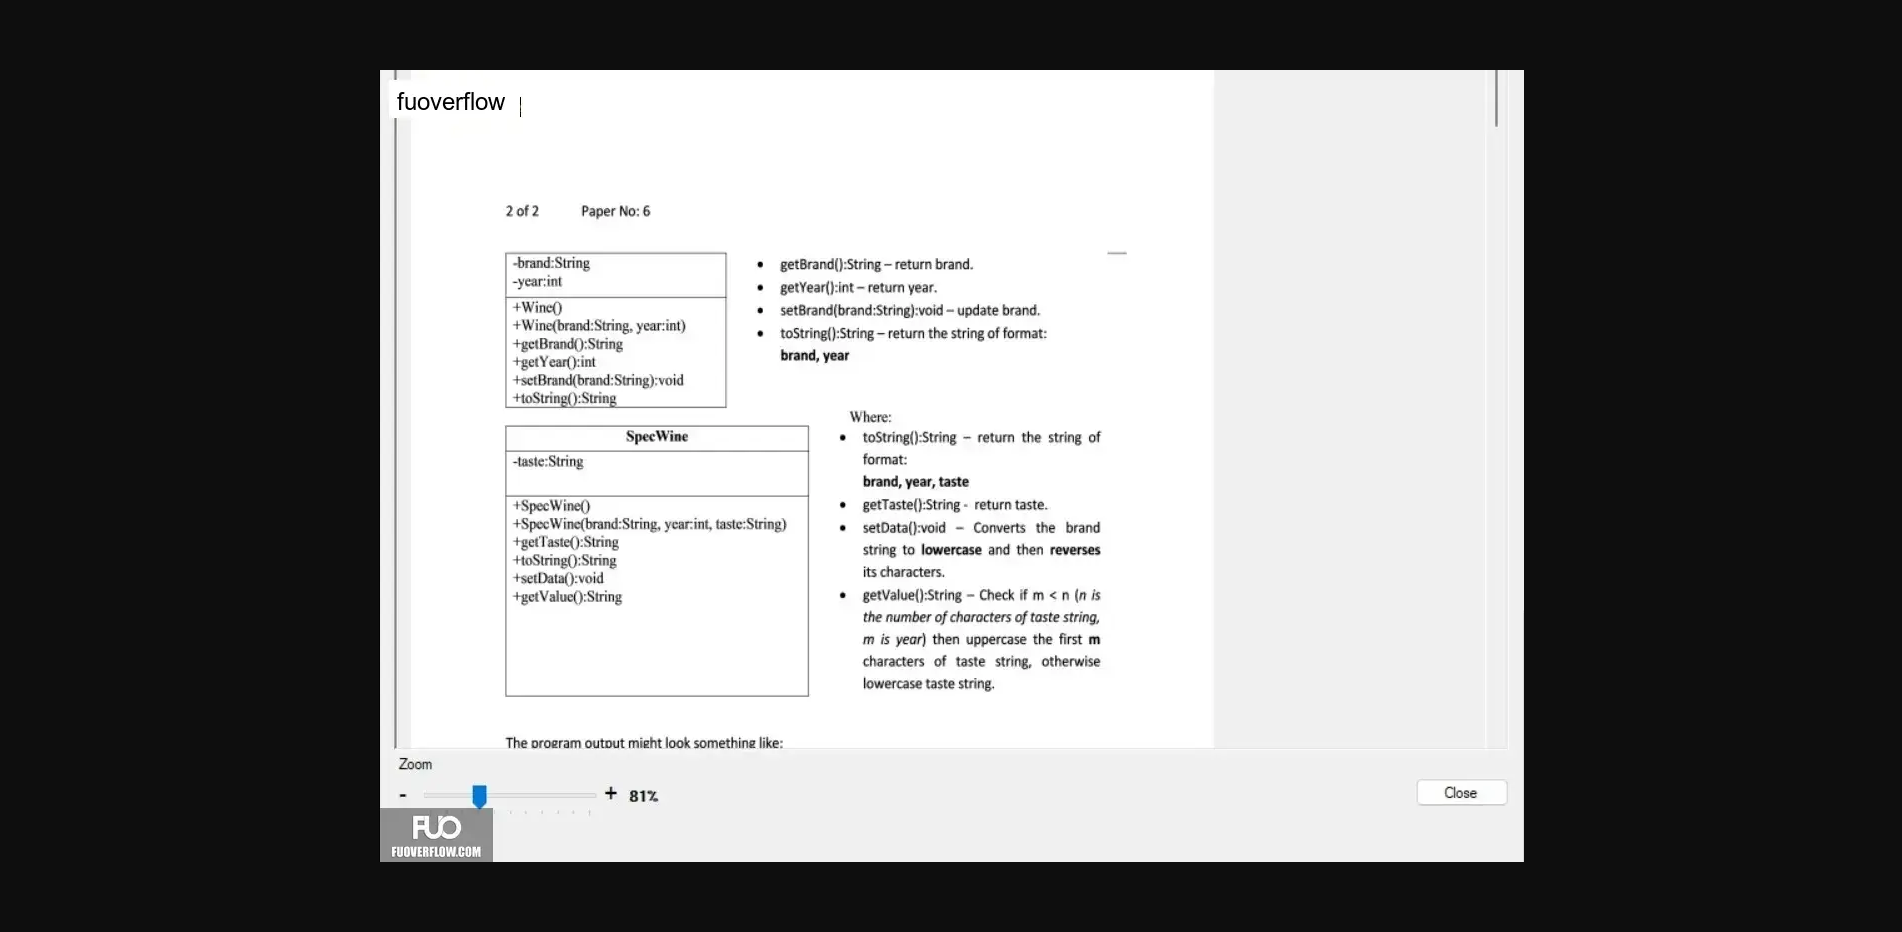 fuoverflow
2 of 2 Paper No: 6
-brand:String
-year:int
+Wine()
+Wine(brand:String, year:int)
+getBrand():String
+getYear():int
+setBrand(brand:String):void
+toString():String
• getBrand():String – return brand.
• getYear():int – return year.
• setBrand(brand:String):void – update brand.
• toString():String – return the string of format:
brand, year
SpecWine
-taste:String
+SpecWine()
+SpecWine(brand:String, year:int, taste:String)
+getTaste():String
+toString():String
+setData():void
+getValue():String
Where:
• toString():String – return the string of
format:
brand, year, taste
• getTaste():String - return taste.
• setData():void – Converts the brand
string to lowercase and then reverses
its characters.
• getValue():String – Check if m < n (n is
the number of characters of taste string,
m is year) then uppercase the first m
characters of taste string, otherwise
lowercase taste string.
The program output might look something like:
Zoom
- + 81%
Close
FUO
FUOVERFLOW.COM